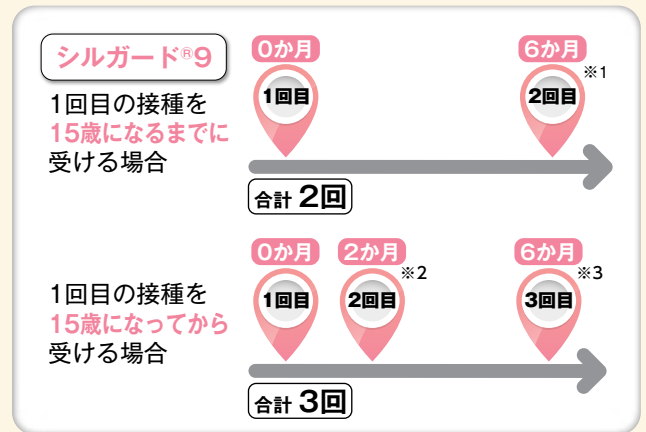 シルガード®9
1回目の接種を
15歳になるまでに
受ける場合
0か月
6か月
※1
1回目
2回目
合計 2回
1回目の接種を
15歳になってから
受ける場合
0か月
2か月
6か月
※2
※3
1回目
2回目
3回目
合計 3回